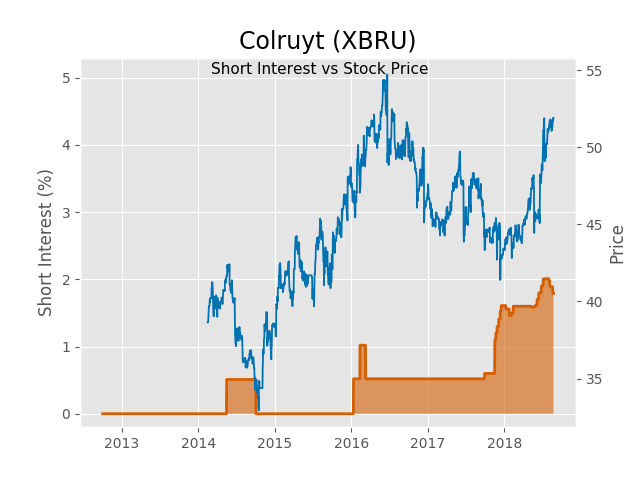 Colruyt (XBRU)
Short Interest vs Stock Price
Short Interest (%)
5
4
3
2
1
0
55
50
45
40
35
Price
2013 2014 2015 2016 2017 2018